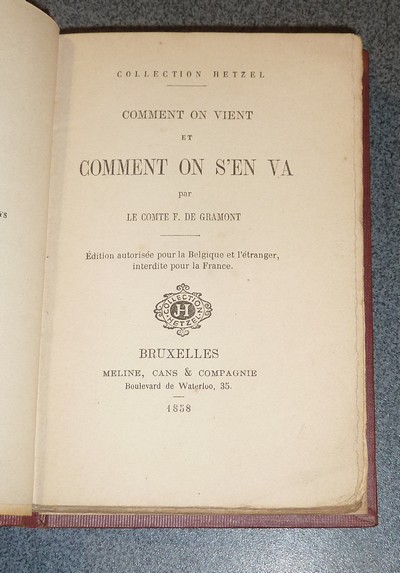 COLLECTION HETZEL
COMMENT ON VIENT
ET
COMMENT ON S'EN VA
par
LE COMTE F. DE GRAMONT
Édition autorisée pour la Belgique et l'étranger,
interdite pour la France.
COLLECTION
JH
HETZEL
BRUXELLES
MELINE, CANS & COMPAGNIE
Boulevard de Waterloo, 35.
1858